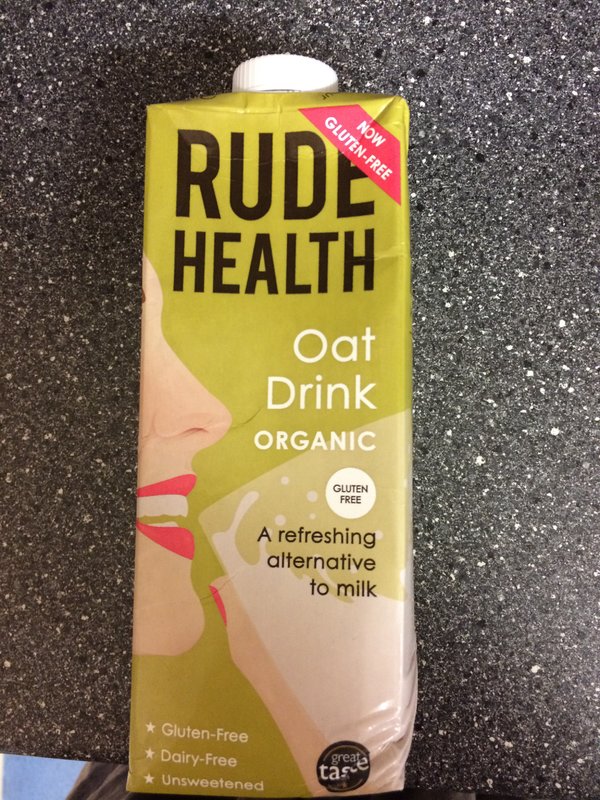 NOW
GLUTEN-FREE
RUDE
HEALTH
Oat
Drink
ORGANIC
GLUTEN
FREE
A refreshing
alternative
to milk
★ Gluten-Free
★ Dairy-Free
★ Unsweetened
great
taste